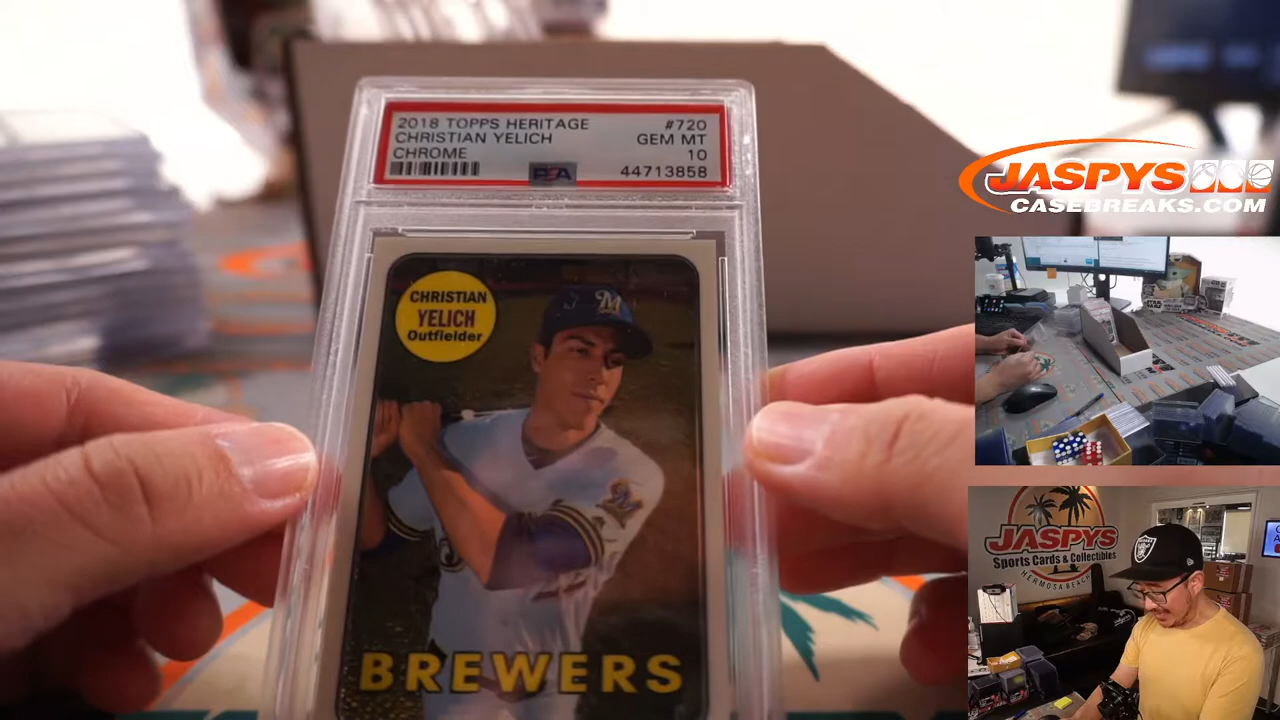 2018 TOPPS HERITAGE #720
CHRISTIAN YELICH GEM MT
CHROME 10
PSA 44713858
CHRISTIAN
YELICH
Outfielder
M
BREWERS
JASPYS
CASEBREAKS.COM
JASPYS
Sports Cards & Collectibles
HERMOSA BEACH